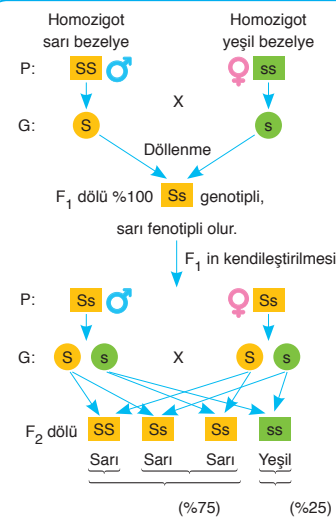 Homozigot Homozigot
sarı bezelye yeşil bezelye
P: SS ♂ ♀ ss
X
G: S s
Döllenme
F1 dölü %100 Ss genotipli,
sarı fenotipli olur.
F1 in kendileştirilmesi
P: Ss ♂ ♀ Ss
G: S s X S s
F2 dölü SS Ss Ss ss
Sarı Sarı Sarı Yeşil
(%75) (%25)